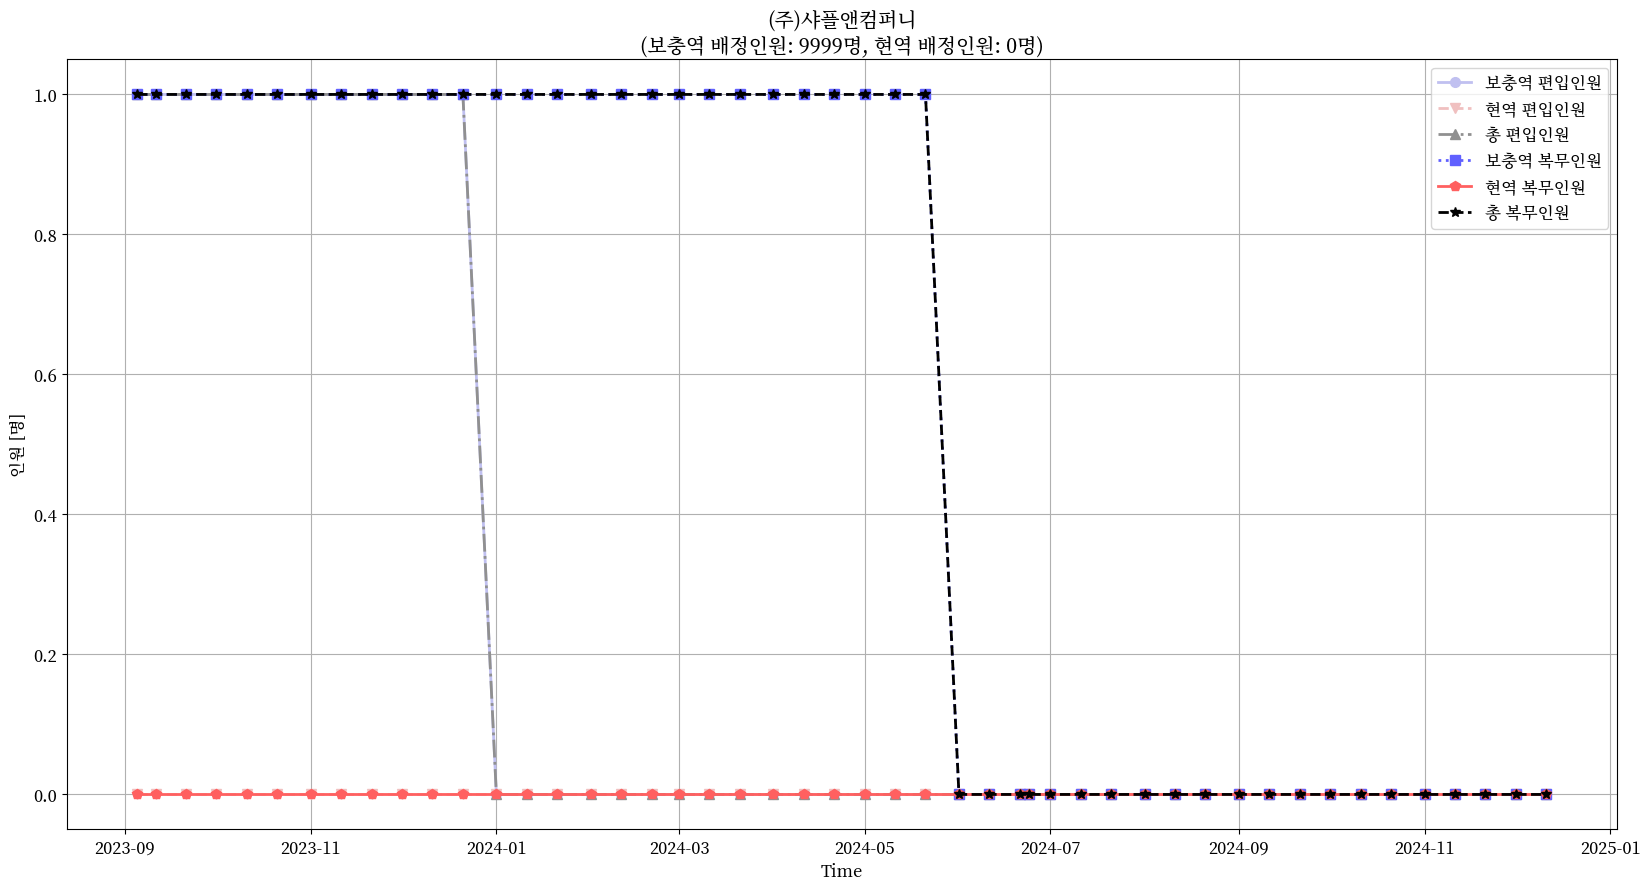 (주)샤플앤컴퍼니
(보충역 배정인원: 9999명, 현역 배정인원: 0명)
보충역 편입인원
현역 편입인원
총 편입인원
보충역 복무인원
현역 복무인원
총 복무인원
인원 [명]
1.0
0.8
0.6
0.4
0.2
0.0
2023-09 2023-11 2024-01 2024-03 2024-05 2024-07 2024-09 2024-11 2025-01
Time